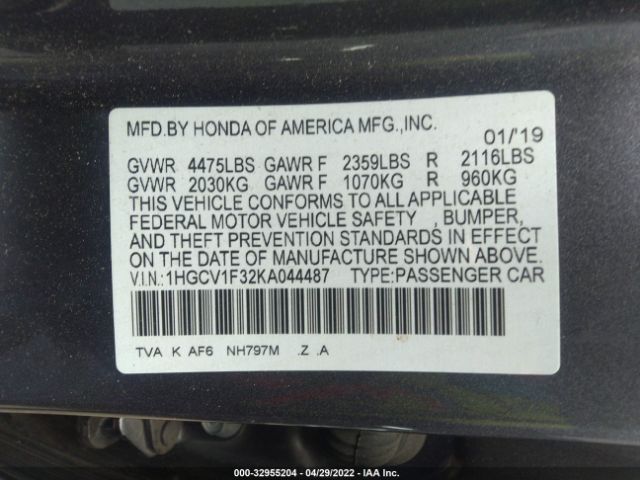 MFD.BY HONDA OF AMERICA MFG.,INC.
01/'19
GVWR 4475LBS GAWR F 2359LBS R 2116LBS
GVWR 2030KG GAWR F 1070KG R 960KG
THIS VEHICLE CONFORMS TO ALL APPLICABLE
FEDERAL MOTOR VEHICLE SAFETY , BUMPER,
AND THEFT PREVENTION STANDARDS IN EFFECT
ON THE DATE OF MANUFACTURE SHOWN ABOVE.
V.I.N.:1HGCV1F32KA044487 TYPE:PASSENGER CAR
TVA K AF6 NH797M .Z .A
000-32955204 - 04/29/2022 - IAA Inc.